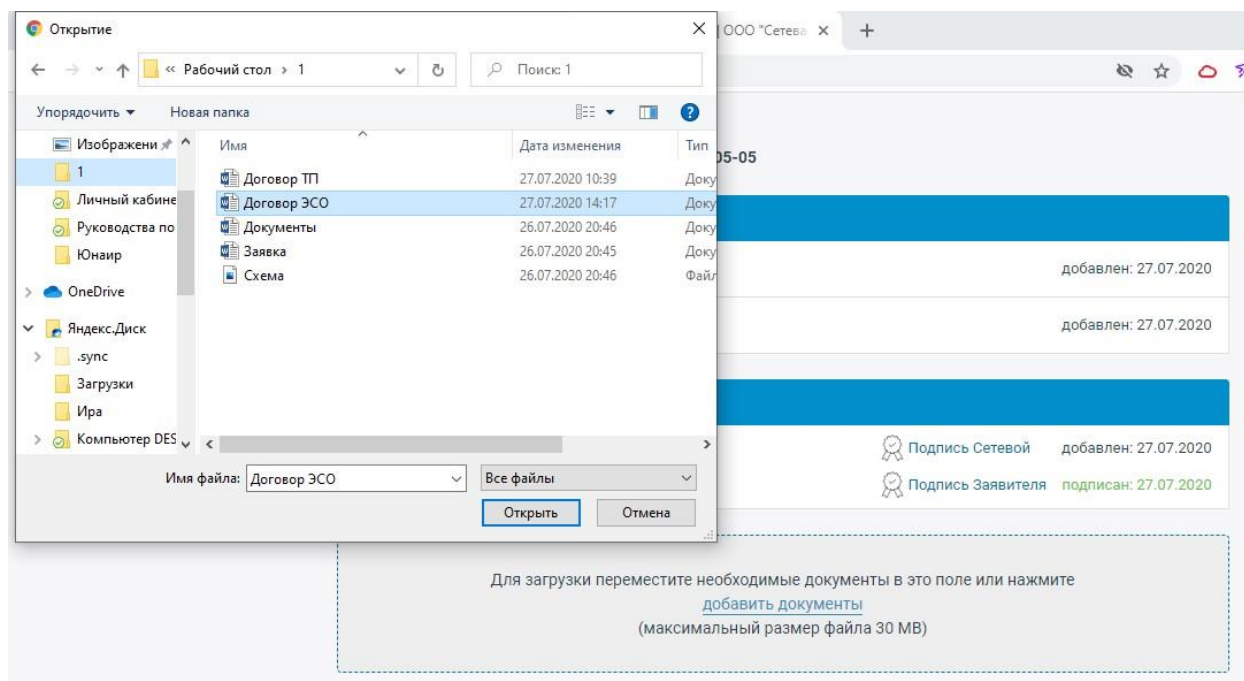 Открытие
ООО "Сетева
« Рабочий стол › 1
Поиск: 1
Упорядочить
Новая папка
Изображени
1
Личный кабине
Руководства по
Юнаир
OneDrive
Яндекс.Диск
.sync
Загрузки
Ира
Компьютер DES
Имя Дата изменения Тип
Договор ТП 27.07.2020 10:39 Доку
Договор ЭСО 27.07.2020 14:17 Доку
Документы 26.07.2020 20:46 Доку
Заявка 26.07.2020 20:45 Доку
Схема 26.07.2020 20:46 Файл
Имя файла: Договор ЭСО Все файлы
Открыть Отмена
05-05
добавлен: 27.07.2020
добавлен: 27.07.2020
Подпись Сетевой добавлен: 27.07.2020
Подпись Заявителя подписан: 27.07.2020
Для загрузки переместите необходимые документы в это поле или нажмите
добавить документы
(максимальный размер файла 30 MB)